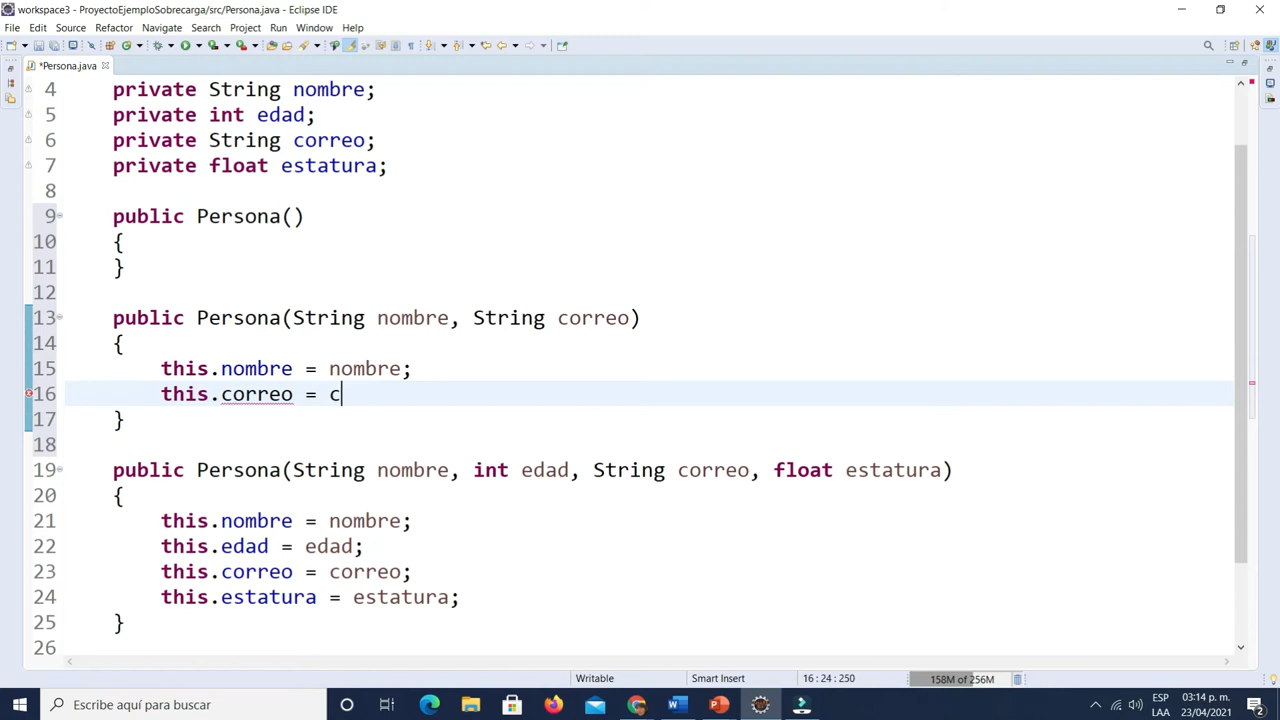 workspace3 - ProyectoEjemploSobrecarga/src/Persona.java - Eclipse IDE
File Edit Source Refactor Navigate Search Project Run Window Help
*Persona.java
4 private String nombre;
5 private int edad;
6 private String correo;
7 private float estatura;
8
9 public Persona()
10 {
11 }
12
13 public Persona(String nombre, String correo)
14 {
15 this.nombre = nombre;
16 this.correo = c
17 }
18
19 public Persona(String nombre, int edad, String correo, float estatura)
20 {
21 this.nombre = nombre;
22 this.edad = edad;
23 this.correo = correo;
24 this.estatura = estatura;
25 }
26
Writable Smart Insert 16 : 24 : 250 158M of 256M
Escribe aquí para buscar
ESP 03:14 p. m.
LAA 23/04/2021 2